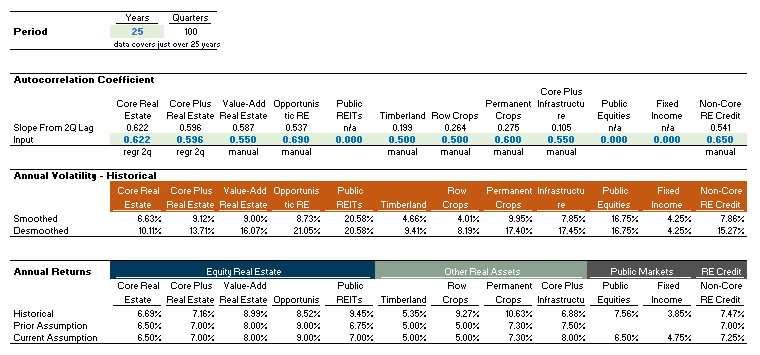 Years Quarters
Period 25 100
data covers just over 25 years
Autocorrelation Coefficient
Core Plus
Core Real Core Plus Value-Add Opportunis Public Permanent Infrastructu Public Fixed Non-Core
Estate Real Estate Real Estate tic RE REITs Timberland Row Crops Crops re Equities Income RE Credit
Slope From 2Q Lag 0.622 0.596 0.587 0.537 n/a 0.199 0.264 0.275 0.105 n/a n/a 0.541
Input 0.622 0.596 0.550 0.690 0.000 0.500 0.500 0.600 0.550 0.000 0.000 0.650
regr 2q regr 2q manual manual manual manual manual manual manual
Annual Volatility - Historical
Core Real Core Plus Value-Add Opportunis Public Row Permanent Infrastructu Public Fixed Non-Core
Estate Real Estate Real Estate tic RE REITs Timberland Crops Crops re Equities Income RE Credit
Smoothed 6.63% 9.12% 9.00% 8.73% 20.58% 4.66% 4.01% 9.95% 7.85% 16.75% 4.25% 7.86%
Desmoothed 10.11% 13.71% 16.07% 21.05% 20.58% 9.41% 8.19% 17.40% 17.45% 16.75% 4.25% 15.27%
Annual Returns Equity Real Estate Other Real Assets Public Markets RE Credit
Core Real Core Plus Value-Add Public Row Permanent Core Plus Public Fixed Non-Core
Estate Real Estate Real Estate Opportunis REITs Timberland Crops Crops Infrastructu Equities Income RE Credit
Historical 6.69% 7.16% 8.99% 8.52% 9.45% 5.35% 9.27% 10.63% 6.88% 7.56% 3.85% 7.47%
Prior Assumption 6.50% 7.00% 8.00% 9.00% 6.75% 5.00% 5.00% 7.30% 7.50% 7.00%
Current Assumption 6.50% 7.00% 8.00% 9.00% 7.00% 5.00% 5.00% 7.30% 8.00% 6.50% 4.75% 7.25%